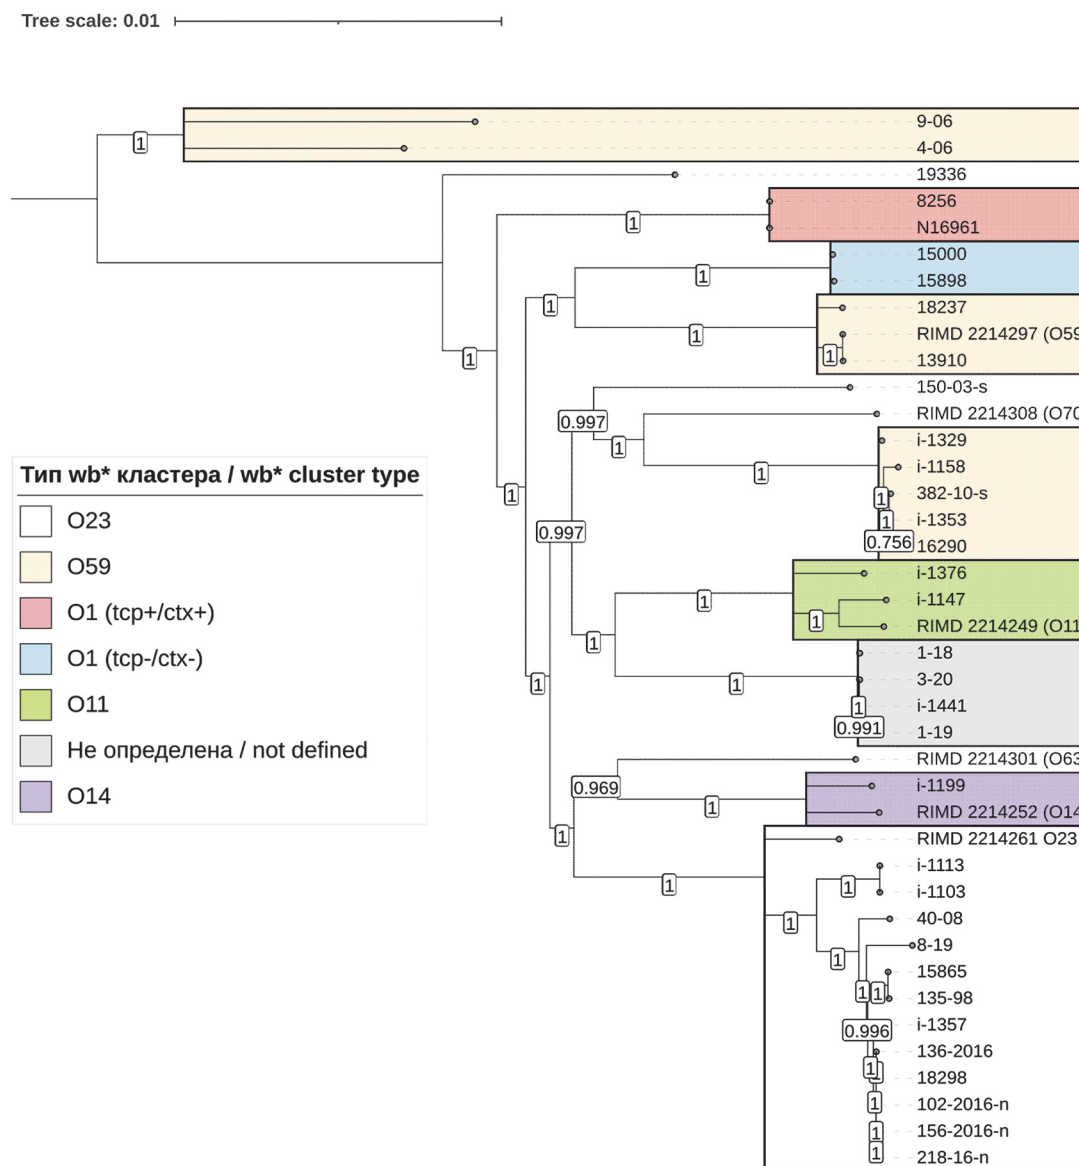 Tree scale: 0.01
9-06
1
4-06
19336
8256
1
N16961
15000
1
15898
1
18237
1
RIMD 2214297 (O59
1
13910
1
150-03-s
0.997
RIMD 2214308 (O70
i-1329
1
i-1158
1
382-10-s
1
1
i-1353
1
0.997
0.756
16290
i-1376
i-1147
1
1
RIMD 2214249 (O11
1
1-18
3-20
1
1
i-1441
1
0.991
1-19
RIMD 2214301 (O63
0.969
i-1199
1
RIMD 2214252 (O14
1
RIMD 2214261 O23
i-1113
1
1
i-1103
40-08
1
8-19
1
15865
1
1
135-98
i-1357
0.996
136-2016
1
1
18298
102-2016-n
1
156-2016-n
1
218-16-n
1
Тип wb* кластера / wb* cluster type
O23
O59
O1 (tcp+/ctx+)
O1 (tcp-/ctx-)
O11
Не определена / not defined
O14